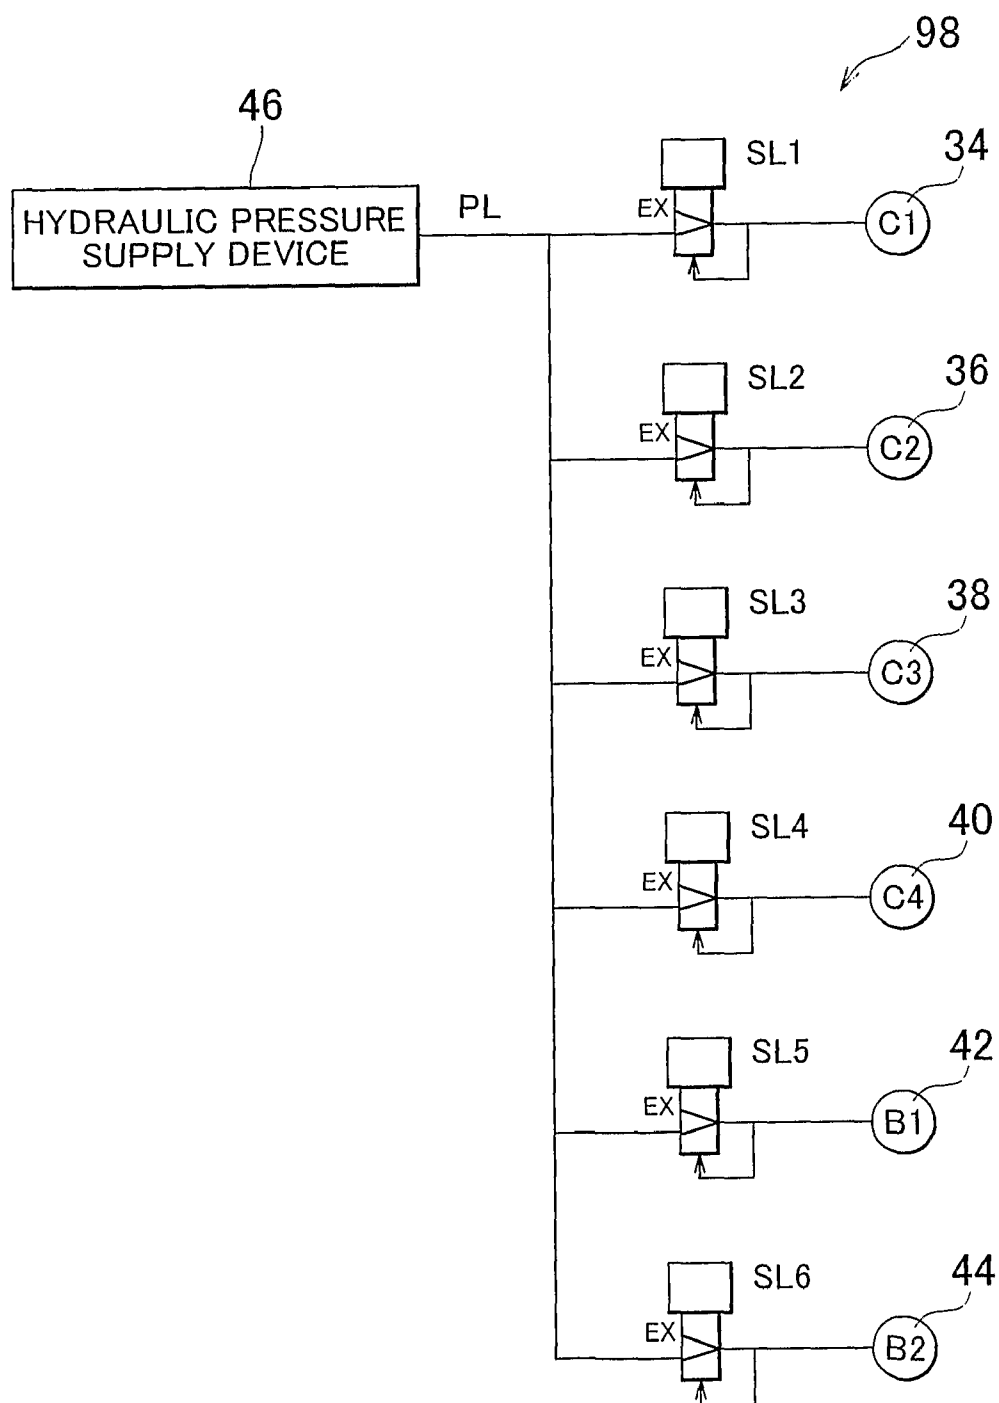 98
46
HYDRAULIC PRESSURE
SUPPLY DEVICE
PL
SL1
34
EX
C1
SL2
36
EX
C2
SL3
38
EX
C3
SL4
40
EX
C4
SL5
42
EX
B1
SL6
44
EX
B2